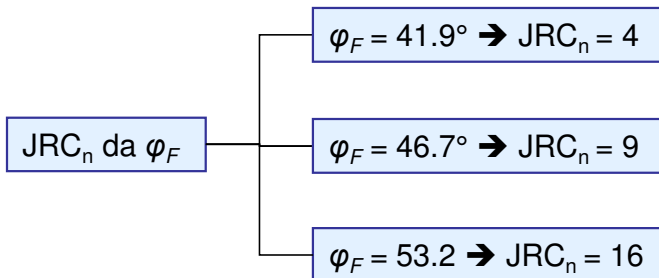 φF = 41.9° ➔ JRCn = 4
JRCn da φF
φF = 46.7° ➔ JRCn = 9
φF = 53.2 ➔ JRCn = 16